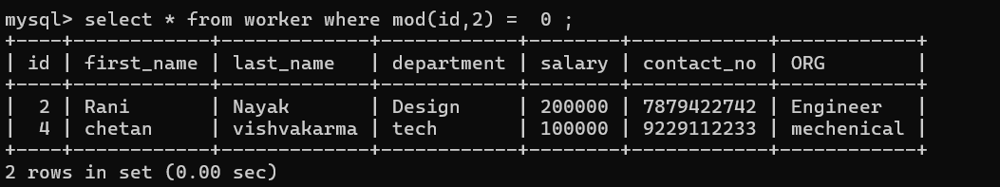 mysql> select * from worker where mod(id,2) =  0 ;
+----+------------+-------------+------------+--------+------------+------------+
| id | first_name | last_name   | department | salary | contact_no | ORG        |
+----+------------+-------------+------------+--------+------------+------------+
|  2 | Rani       | Nayak       | Design     | 200000 | 7879422742 | Engineer   |
|  4 | chetan     | vishvakarma | tech       | 100000 | 9229112233 | mechenical |
+----+------------+-------------+------------+--------+------------+------------+
2 rows in set (0.00 sec)